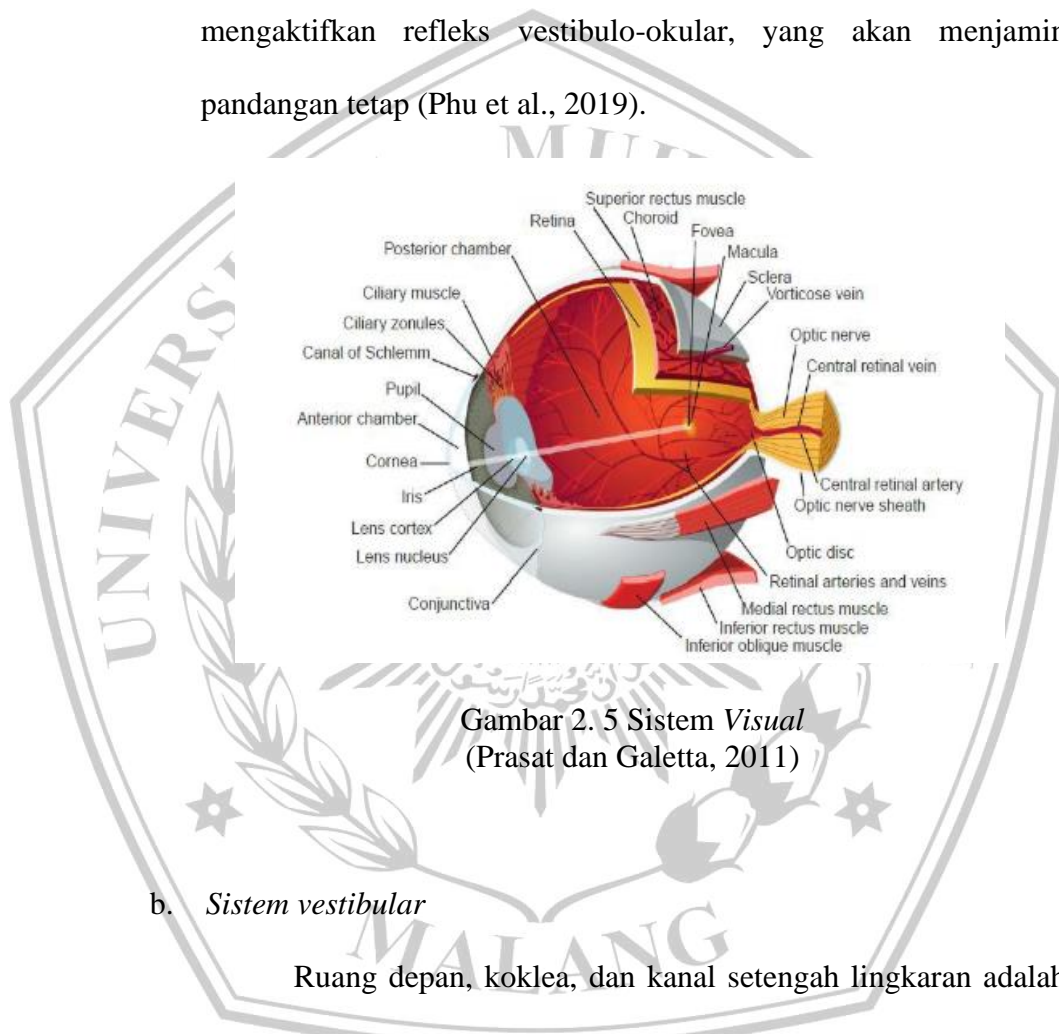 mengaktifkan refleks vestibulo-okular, yang akan menjamin
pandangan tetap (Phu et al., 2019).
MUH
UNIVERS
Superior rectus muscle
Choroid
Retina
Fovea
Posterior chamber
Macula
Sclera
Ciliary muscle
Vorticose vein
Ciliary zonules
Optic nerve
Canal of Schlemm
Central retinal vein
Pupil
Anterior chamber
Cornea
Iris
Central retinal artery
Optic nerve sheath
Lens cortex
Optic disc
Lens nucleus
Retinal arteries and veins
Conjunctiva
Medial rectus muscle
Inferior rectus muscle
Inferior oblique muscle
Gambar 2. 5 Sistem Visual
(Prasat dan Galetta, 2011)
b. Sistem vestibular
MALANG
Ruang depan, koklea, dan kanal setengah lingkaran adalah